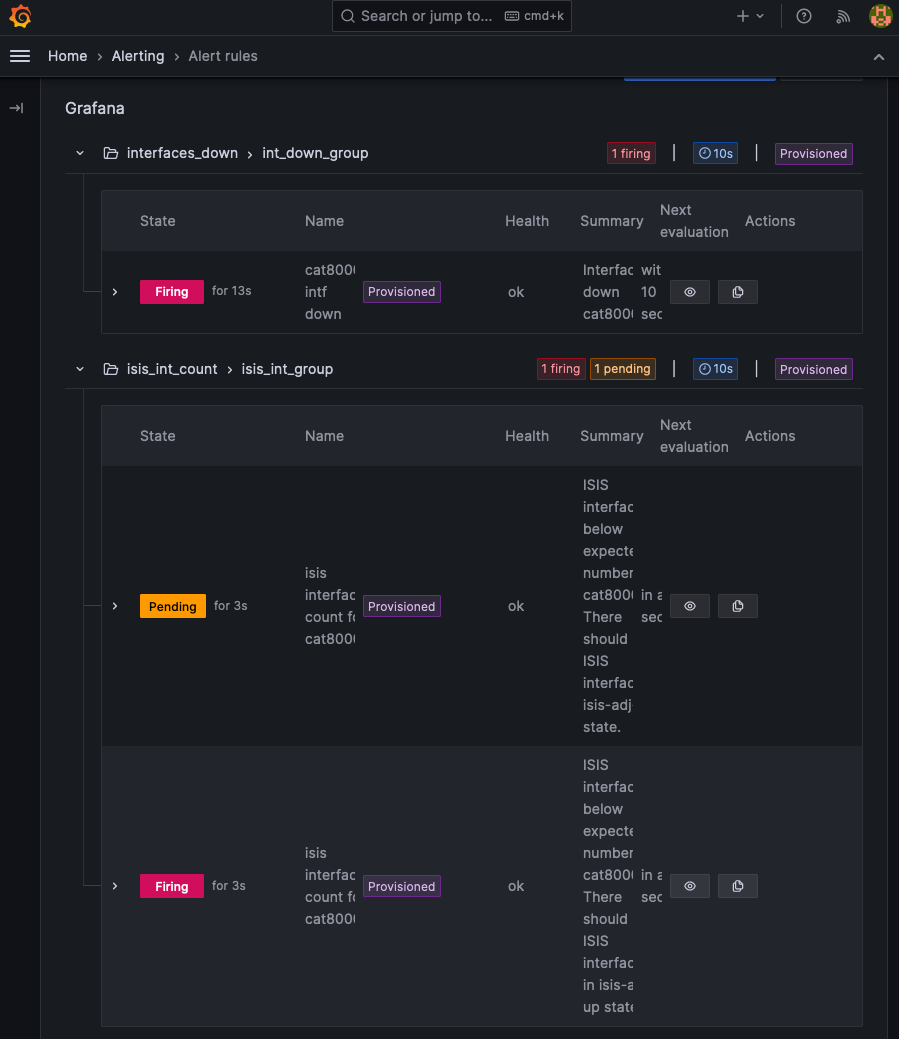 Search or jump to... cmd+k
Home › Alerting › Alert rules
Grafana
interfaces_down › int_down_group 1 firing | 10s | Provisioned
State Name Health Summary Next evaluation Actions
Firing for 13s
cat800
intf
down
Provisioned
ok
Interfac
down
cat800
wit
10
sec
isis_int_count › isis_int_group 1 firing 1 pending | 10s | Provisioned
State Name Health Summary Next evaluation Actions
Pending for 3s
isis
interfac
count fo
cat800
Provisioned
ok
ISIS
interfac
below
expecte
number
cat800
There
should
ISIS
interfac
isis-adj-
state.
in a
sec
Firing for 3s
isis
interfac
count fo
cat800
Provisioned
ok
ISIS
interfac
below
expecte
number
cat800
There
should
ISIS
interfac
in isis-a
up state
in a
sec